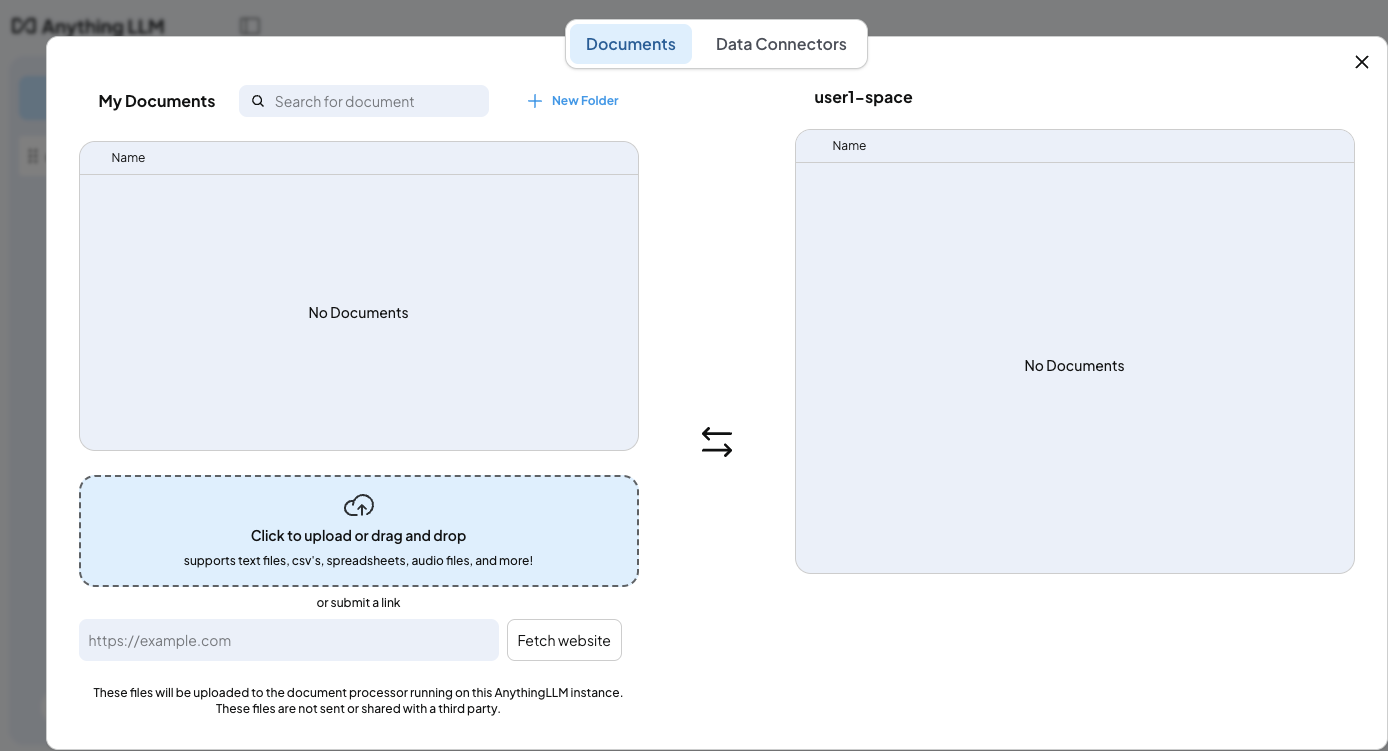 Anything LLM
Documents
Data Connectors
My Documents
Search for document
New Folder
Name
No Documents
Click to upload or drag and drop
supports text files, csv's, spreadsheets, audio files, and more!
or submit a link
https://example.com
Fetch website
These files will be uploaded to the document processor running on this AnythingLLM instance.
These files are not sent or shared with a third party.
user1-space
Name
No Documents